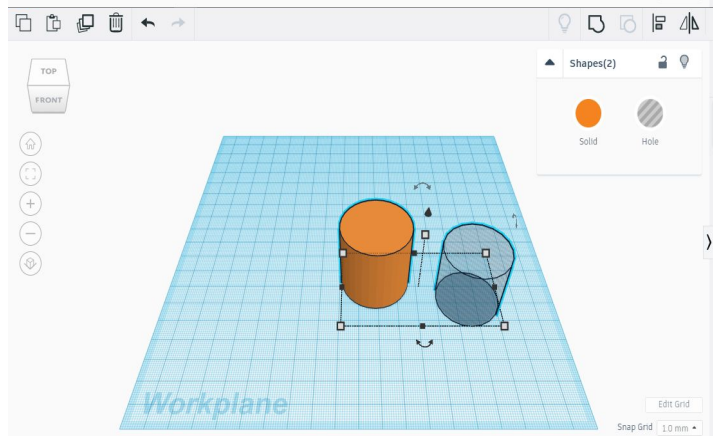 Shapes(2)
TOP
FRONT
Solid
Hole
Workplane
Edit Grid
Snap Grid 1.0 mm